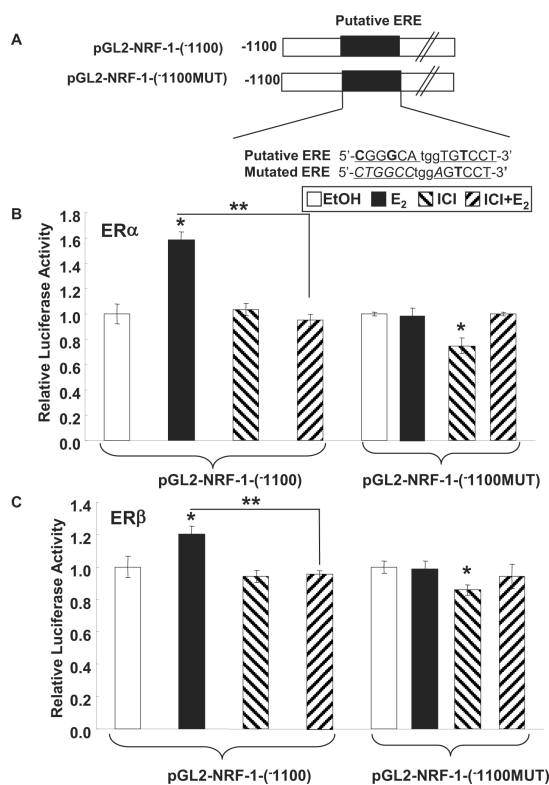 Putative ERE
A
pGL2-NRF-1-(-1100) -1100
pGL2-NRF-1-(-1100MUT) -1100
Putative ERE 5'-CGGGCA tggTGTCCT-3'
Mutated ERE 5'-CTGGCCtggAGTCCT-3'
EtOH E2 ICI ICI+E2
B
ERα
Relative Luciferase Activity
1.8
1.6
1.4
1.2
1.0
0.8
0.6
0.4
0.2
0.0
*
**
*
pGL2-NRF-1-(-1100) pGL2-NRF-1-(-1100MUT)
C
ERβ
Relative Luciferase Activity
1.4
1.2
1.0
0.8
0.6
0.4
0.2
0.0
*
**
*
pGL2-NRF-1-(-1100) pGL2-NRF-1-(-1100MUT)